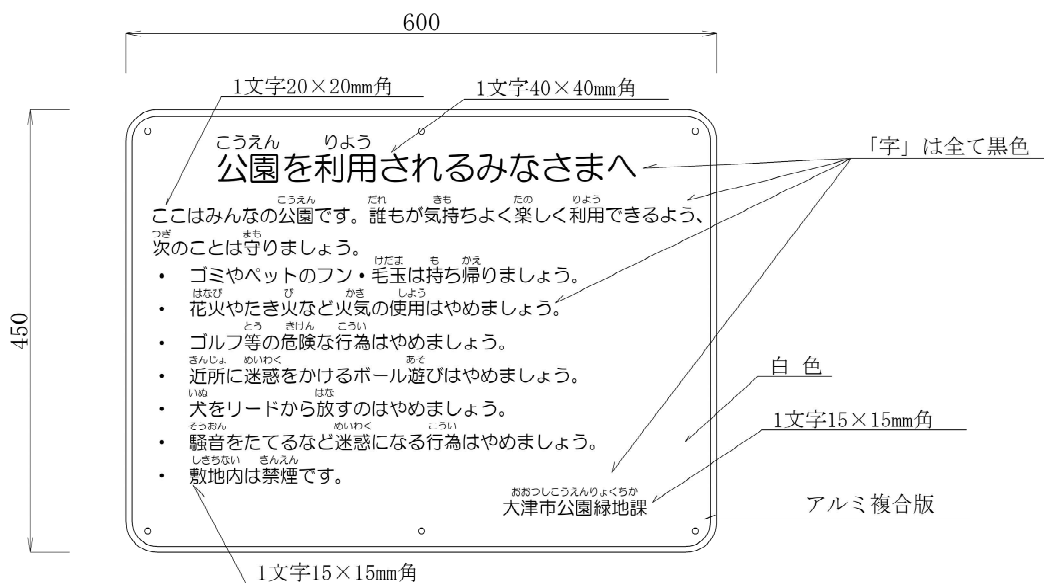 600
1文字20×20mm角
1文字40×40mm角
こうえん りよう
公園を利用されるみなさまへ
「字」は全て黒色
こうえん だれ きも たの りよう
ここはみんなの公園です。誰もが気持ちよく楽しく利用できるよう、
つぎ まも
次のことは守りましょう。
けだま も かえ
・ ゴミやペットのフン・毛玉は持ち帰りましょう。
はなび び かき しよう
・ 花火やたき火など火気の使用はやめましょう。
とう きけん こうい
・ ゴルフ等の危険な行為はやめましょう。
きんじょ めいわく あそ
・ 近所に迷惑をかけるボール遊びはやめましょう。
いぬ はな
・ 犬をリードから放すのはやめましょう。
そうおん めいわく こうい
・ 騒音をたてるなど迷惑になる行為はやめましょう。
しきちない きんえん
・ 敷地内は禁煙です。
おおつしこうえんりょくちか
大津市公園緑地課
450
白色
1文字15×15mm角
アルミ複合版
1文字15×15mm角